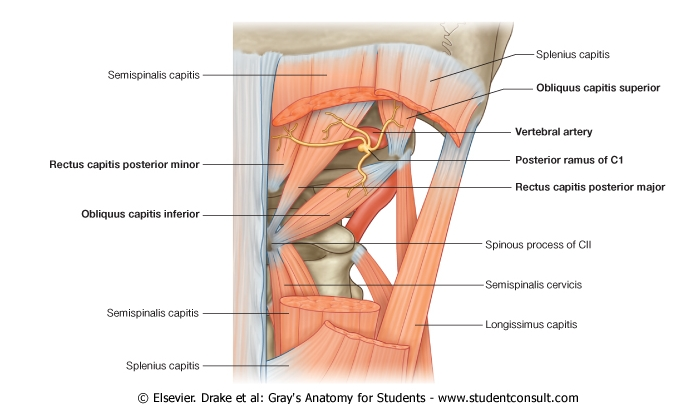 Semispinalis capitis
Rectus capitis posterior minor
Obliquus capitis inferior
Semispinalis capitis
Splenius capitis
Splenius capitis
Obliquus capitis superior
Vertebral artery
Posterior ramus of C1
Rectus capitis posterior major
Spinous process of CII
Semispinalis cervicis
Longissimus capitis
© Elsevier. Drake et al: Gray's Anatomy for Students - www.studentconsult.com